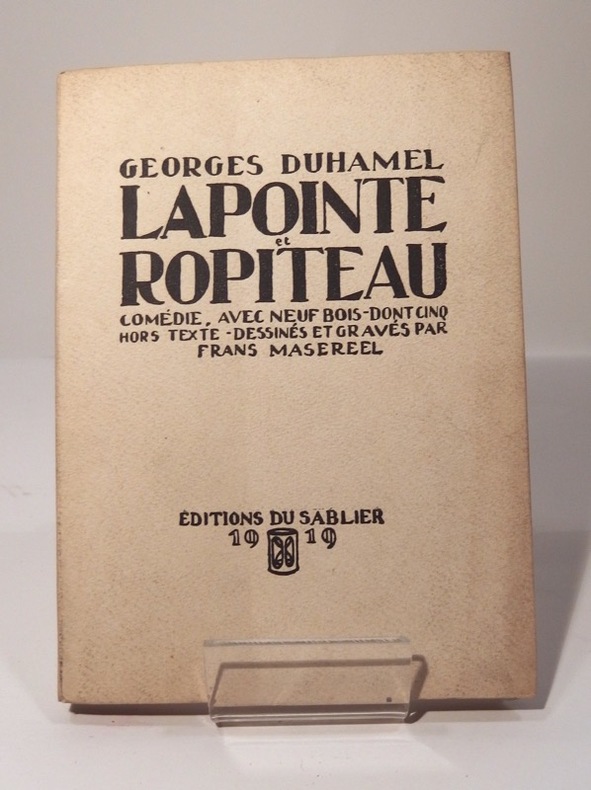 GEORGES DUHAMEL
LAPOINTE
et
ROPITEAU
COMÉDIE, AVEC NEUF BOIS-DONT CINQ
HORS TEXTE-DESSINÉS ET GRAVÉS PAR
FRANS MASEREEL
ÉDITIONS DU SABLIER
19 19